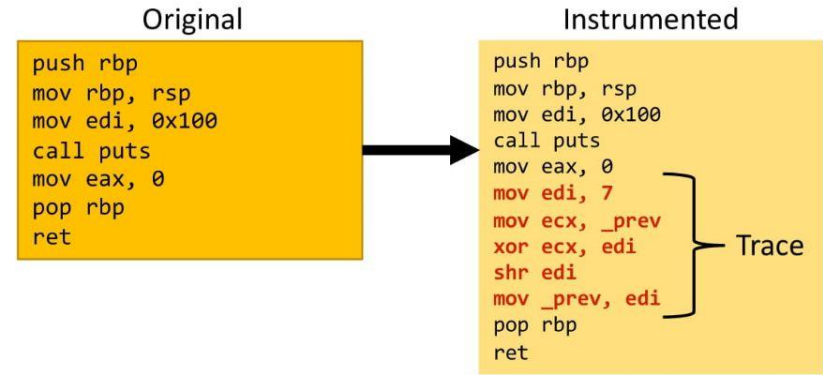 Original
push rbp
mov rbp, rsp
mov edi, 0x100
call puts
mov eax, 0
pop rbp
ret
Instrumented
push rbp
mov rbp, rsp
mov edi, 0x100
call puts
mov eax, 0
mov edi, 7
mov ecx, _prev
xor ecx, edi
shr edi
mov _prev, edi
pop rbp
ret
Trace